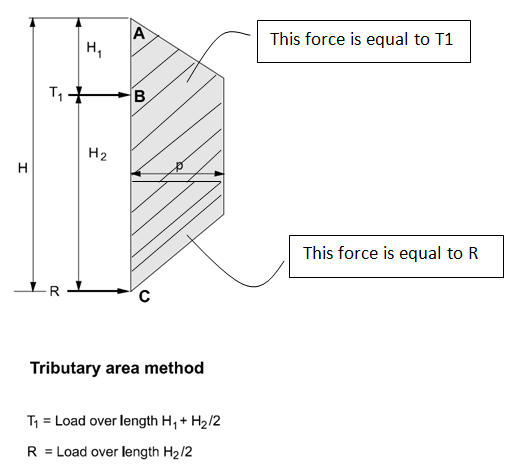 A
This force is equal to T1
H1
T1
B
H2
H
p
This force is equal to R
R
C
Tributary area method
T1 = Load over length H1 + H2/2
R = Load over length H2/2